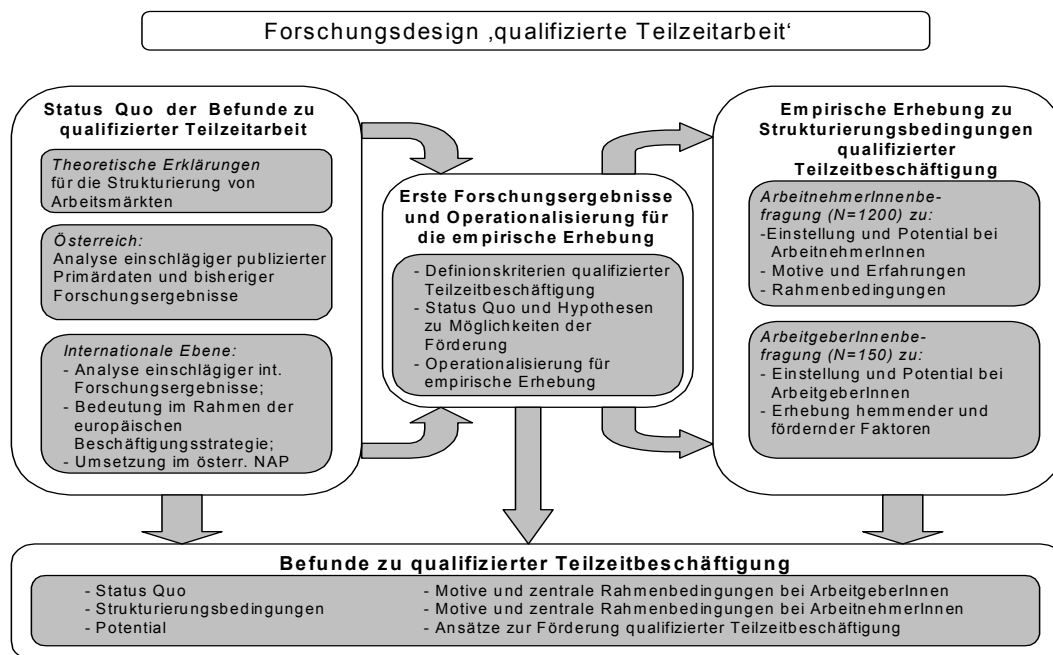 Forschungsdesign ‚qualifizierte Teilzeitarbeit‘
Status Quo der Befunde zu
qualifizierter Teilzeitarbeit
Theoretische Erklärungen
für die Strukturierung von
Arbeitsmärkten
Österreich:
Analyse einschlägiger publizierter
Primärdaten und bisheriger
Forschungsergebnisse
Internationale Ebene:
- Analyse einschlägiger int.
Forschungsergebnisse;
- Bedeutung im Rahmen der
europäischen
Beschäftigungsstrategie;
- Umsetzung im österr. NAP
Erste Forschungsergebnisse
und Operationalisierung für
die empirische Erhebung
- Definionskriterien qualifizierter
Teilzeitbeschäftigung
- Status Quo und Hypothesen
zu Möglichkeiten der
Förderung
- Operationalisierung für
empirische Erhebung
Empirische Erhebung zu
Strukturierungsbedingungen
qualifizierter
Teilzeitbeschäftigung
ArbeitnehmerInnenbe-
fragung (N=1200) zu:
-Einstellung und Potential bei
ArbeitnehmerInnen
- Motive und Erfahrungen
- Rahmenbedingungen
ArbeitgeberInnenbe-
fragung (N=150) zu:
- Einstellung und Potential bei
ArbeitgeberInnen
- Erhebung hemmender und
fördernder Faktoren
Befunde zu qualifizierter Teilzeitbeschäftigung
- Status Quo
- Strukturierungsbedingungen
- Potential
- Motive und zentrale Rahmenbedingungen bei ArbeitgeberInnen
- Motive und zentrale Rahmenbedingungen bei ArbeitnehmerInnen
- Ansätze zur Förderung qualifizierter Teilzeitbeschäftigung